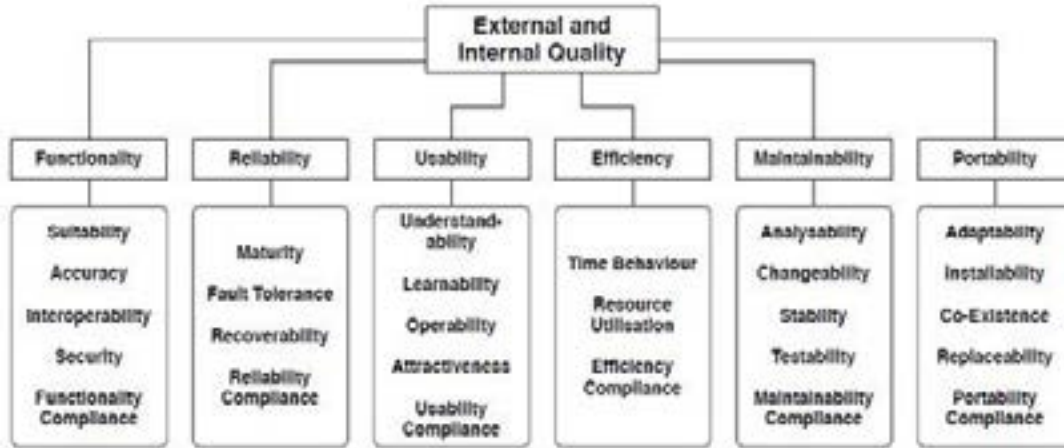 External and
Internal Quality
Functionality
Reliability
Usability
Efficiency
Maintainability
Portability
Suitability
Accuracy
Interoperability
Security
Functionality
Compliance
Maturity
Fault Tolerance
Recoverability
Reliability
Compliance
Understand-
ability
Learnability
Operability
Attractiveness
Usability
Compliance
Time Behaviour
Resource
Utilisation
Efficiency
Compliance
Analysability
Changeability
Stability
Testability
Maintainability
Compliance
Adaptability
Installability
Co-Existence
Replaceability
Portability
Compliance